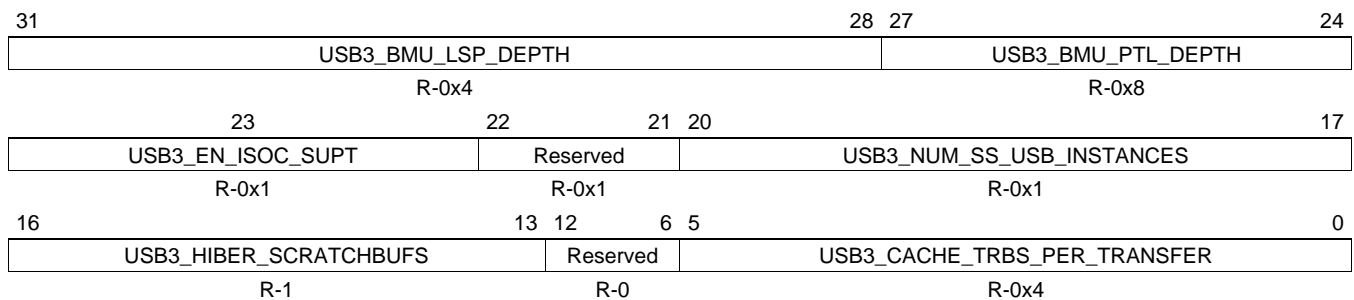 31 28 27 24
USB3_BMU_LSP_DEPTH USB3_BMU_PTL_DEPTH
R-0x4 R-0x8
23 22 21 20 17
USB3_EN_ISOC_SUPT Reserved USB3_NUM_SS_USB_INSTANCES
R-0x1 R-0x1 R-0x1
16 13 12 6 5 0
USB3_HIBER_SCRATCHBUFS Reserved USB3_CACHE_TRBS_PER_TRANSFER
R-1 R-0 R-0x4